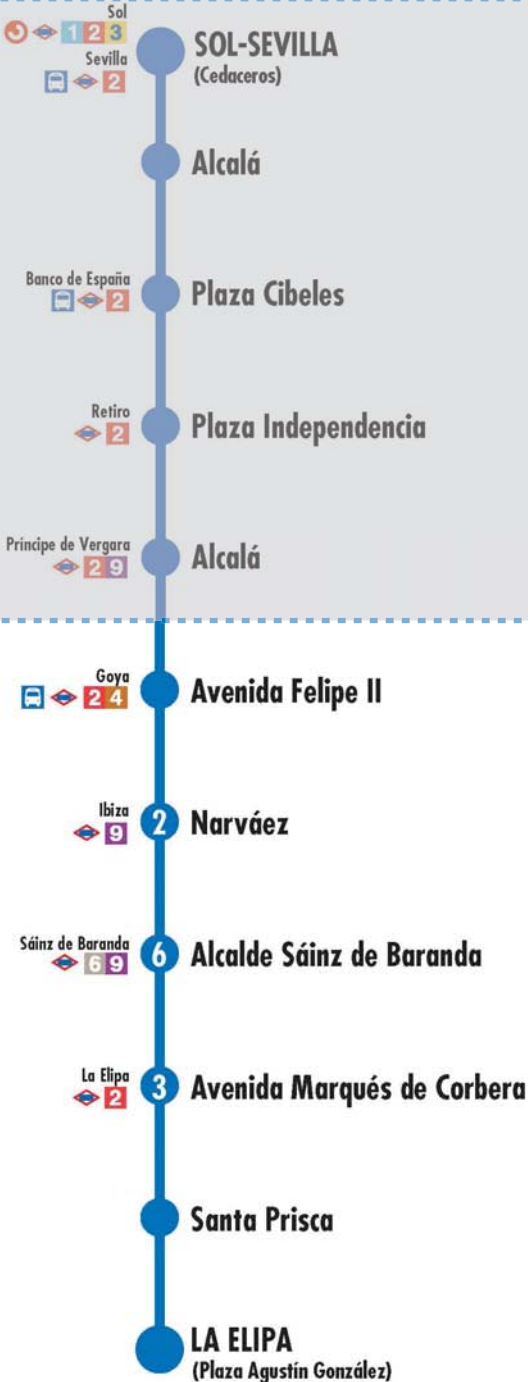 Sol
1 2 3
SOL-SEVILLA
(Cedaceros)
Sevilla
2
Alcalá
Banco de España
2
Plaza Cibeles
Retiro
2
Plaza Independencia
Príncipe de Vergara
2 9
Alcalá
Goya
2 4
Avenida Felipe II
Ibiza
9
2
Narváez
Sáinz de Baranda
6 9
6
Alcalde Sáinz de Baranda
La Elipa
2
3
Avenida Marqués de Corbera
Santa Prisca
LA ELIPA
(Plaza Agustín González)